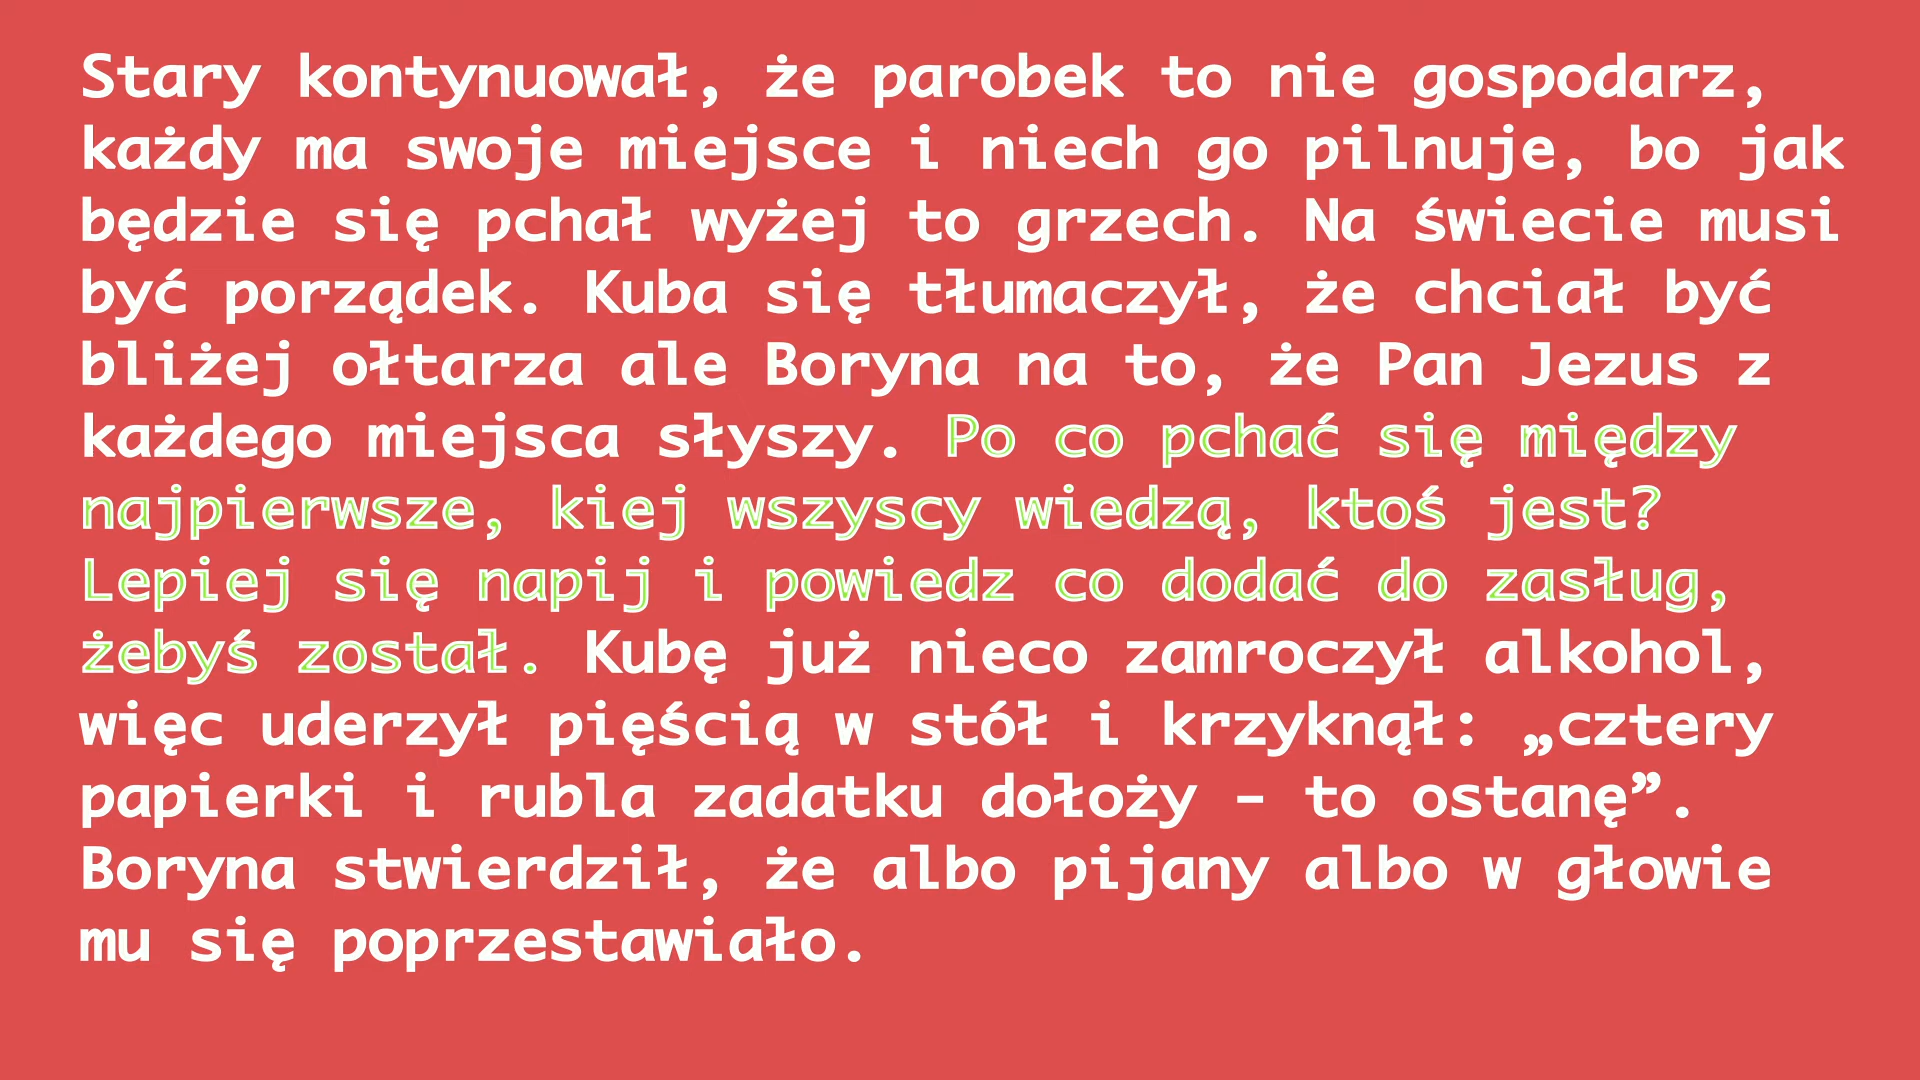 Stary kontynuował, że parobek to nie gospodarz,
każdy ma swoje miejsce i niech go pilnuje, bo jak
będzie się pchał wyżej to grzech. Na świecie musi
być porządek. Kuba się tłumaczył, że chciał być
bliżej ołtarza ale Boryna na to, że Pan Jezus z
każdego miejsca słyszy. Po co pchać się między
najpierwsze, kiej wszyscy wiedzą, ktoś jest?
Lepiej się napij i powiedz co dodać do zasług,
żebyś został. Kubę już nieco zamroczył alkohol,
więc uderzył pięścią w stół i krzyknął: „cztery
papierki i rubla zadatku dołoży – to ostanę”.
Boryna stwierdził, że albo pijany albo w głowie
mu się poprzestawiało.